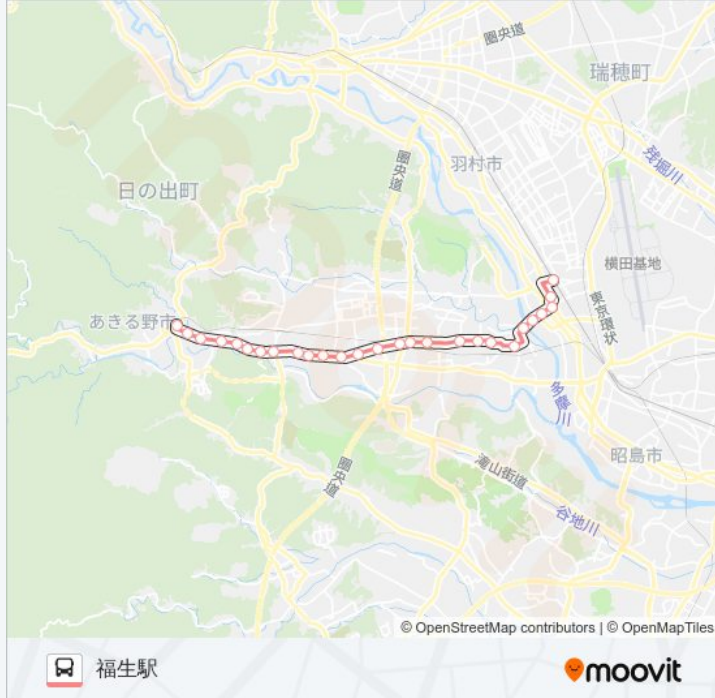 圏央道
瑞穂町
残堀川
圏央道
羽村市
日の出町
横田基地
東京環状
あきる野市
多摩川
昭島市
滝山街道
圏央道
谷地川
© OpenStreetMap contributors | © OpenMapTiles
福生駅
moovit